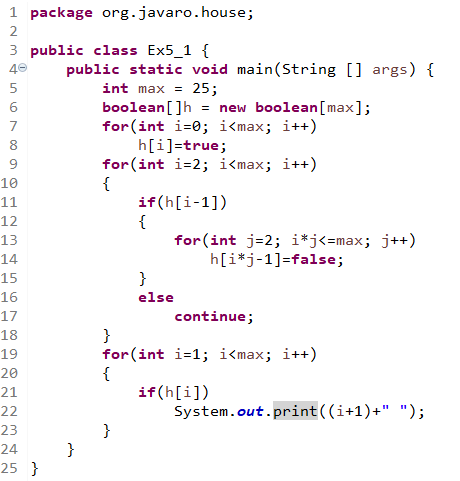 1 package org.javaro.house;
2
3 public class Ex5_1 {
4 public static void main(String [] args) {
5 int max = 25;
6 boolean[]h = new boolean[max];
7 for(int i=0; i<max; i++)
8 h[i]=true;
9 for(int i=2; i<max; i++)
10 {
11 if(h[i-1])
12 {
13 for(int j=2; i*j<=max; j++)
14 h[i*j-1]=false;
15 }
16 else
17 continue;
18 }
19 for(int i=1; i<max; i++)
20 {
21 if(h[i])
22 System.out.print((i+1)+" ");
23 }
24 }
25 }